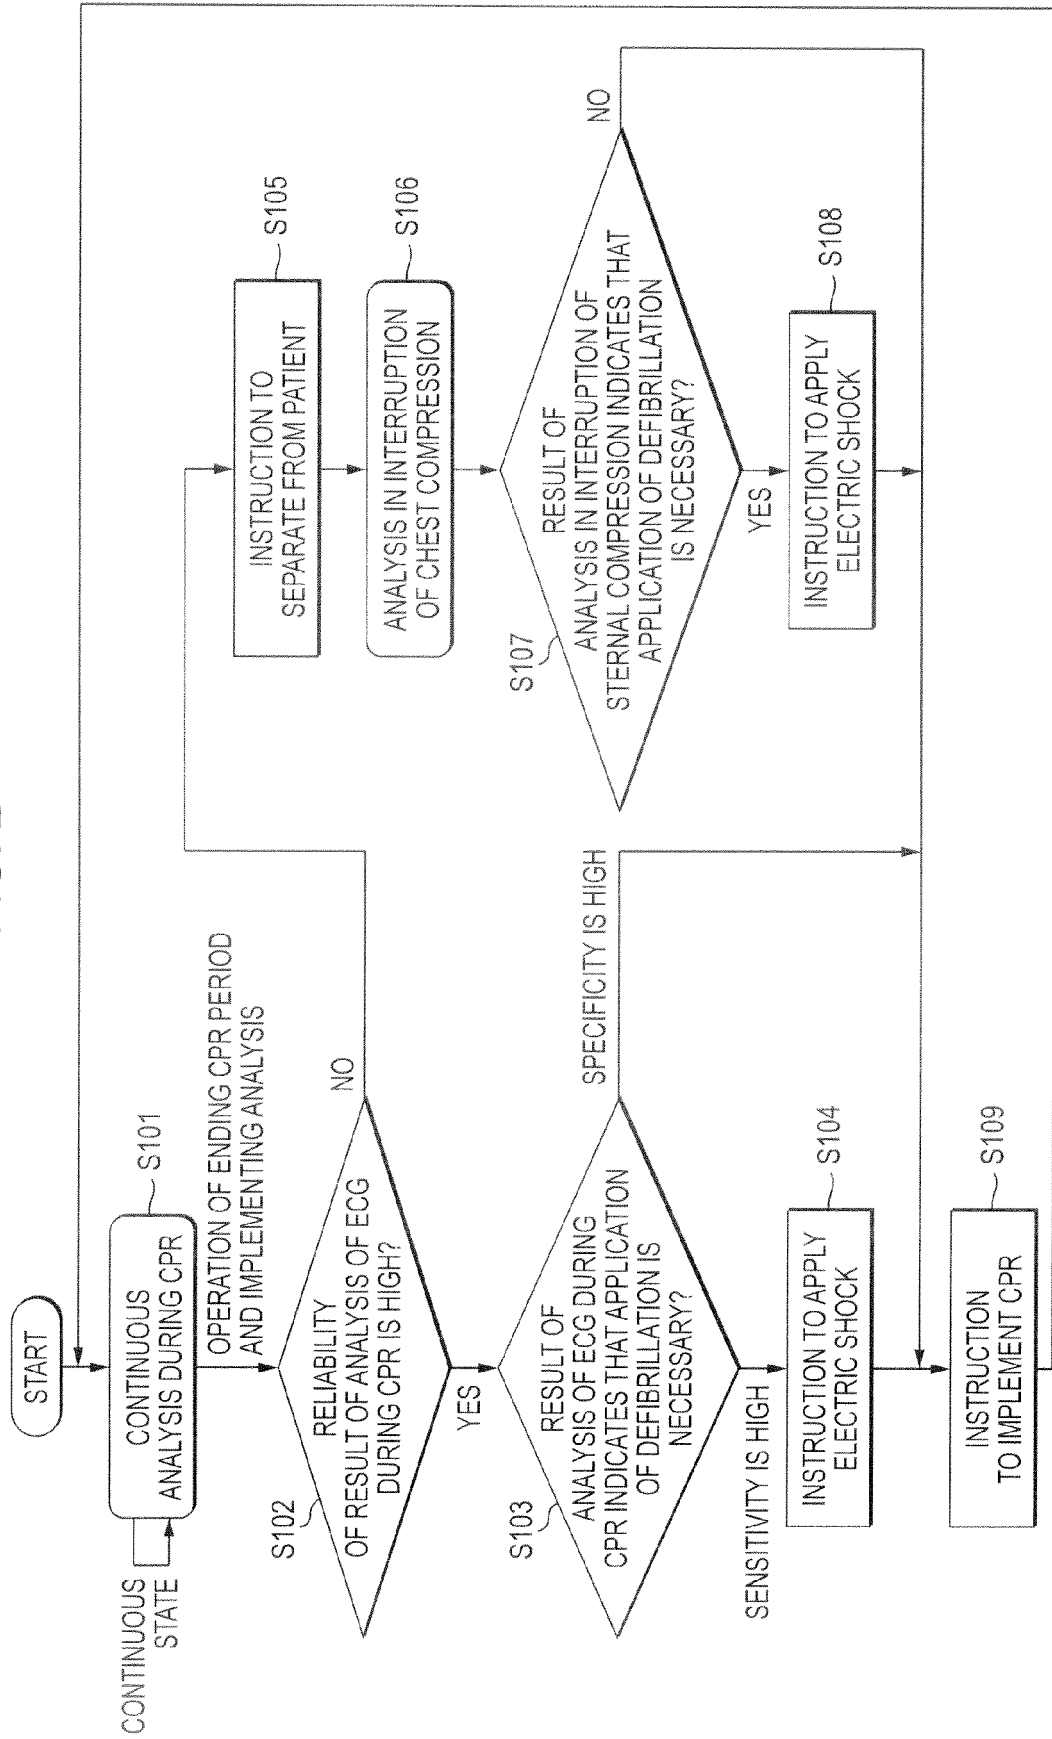 START
CONTINUOUS
ANALYSIS DURING CPR
S101
CONTINUOUS
STATE
OPERATION OF ENDING CPR PERIOD
AND IMPLEMENTING ANALYSIS
S102
RELIABILITY
OF RESULT OF ANALYSIS OF ECG
DURING CPR IS HIGH?
NO
YES
S103
RESULT OF
ANALYSIS OF ECG DURING
CPR INDICATES THAT APPLICATION
OF DEFIBRILLATION IS
NECESSARY?
SPECIFICITY IS HIGH
SENSITIVITY IS HIGH
INSTRUCTION TO APPLY
ELECTRIC SHOCK
S104
INSTRUCTION
TO IMPLEMENT CPR
S109
INSTRUCTION TO
SEPARATE FROM PATIENT
S105
ANALYSIS IN INTERRUPTION
OF CHEST COMPRESSION
S106
S107
RESULT OF
ANALYSIS IN INTERRUPTION OF
STERNAL COMPRESSION INDICATES THAT
APPLICATION OF DEFIBRILLATION
IS NECESSARY?
NO
YES
INSTRUCTION TO APPLY
ELECTRIC SHOCK
S108